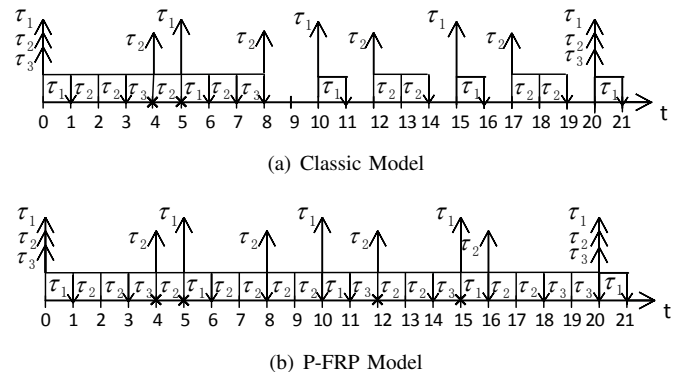 τ₁ τ₁ τ₁ τ₁ τ₁
τ₂ τ₂ τ₂ τ₂ τ₂ τ₂
τ₃ τ₃
τ₁ τ₂ τ₂ τ₃ τ₂ τ₁ τ₂ τ₂ τ₁ τ₂ τ₂ τ₁ τ₂ τ₂ τ₁
0 1 2 3 4 5 6 7 8 9 10 11 12 13 14 15 16 17 18 19 20 21 t
(a) Classic Model
τ₁ τ₁ τ₁ τ₁ τ₁
τ₂ τ₂ τ₂ τ₂ τ₂ τ₂
τ₃ τ₃
τ₁ τ₂ τ₂ τ₃ τ₂ τ₁ τ₂ τ₂ τ₂ τ₂ τ₁ τ₃ τ₂ τ₂ τ₃ τ₁ τ₂ τ₂ τ₃ τ₃ τ₁
0 1 2 3 4 5 6 7 8 9 10 11 12 13 14 15 16 17 18 19 20 21 t
(b) P-FRP Model